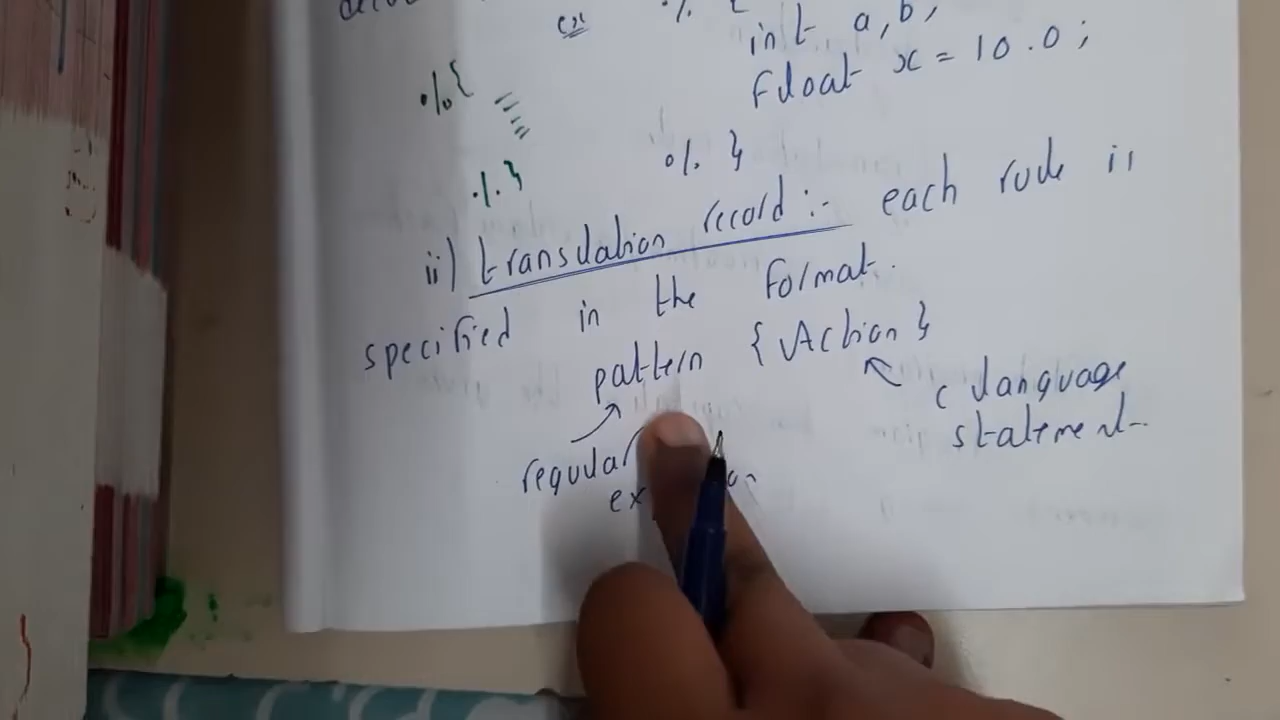 ex %{
int a, b,
float x = 10.0;
%{
%}
%}
ii) translation record :- each rule is
specified in the format.
pattern {Action}
c language
statement
regular